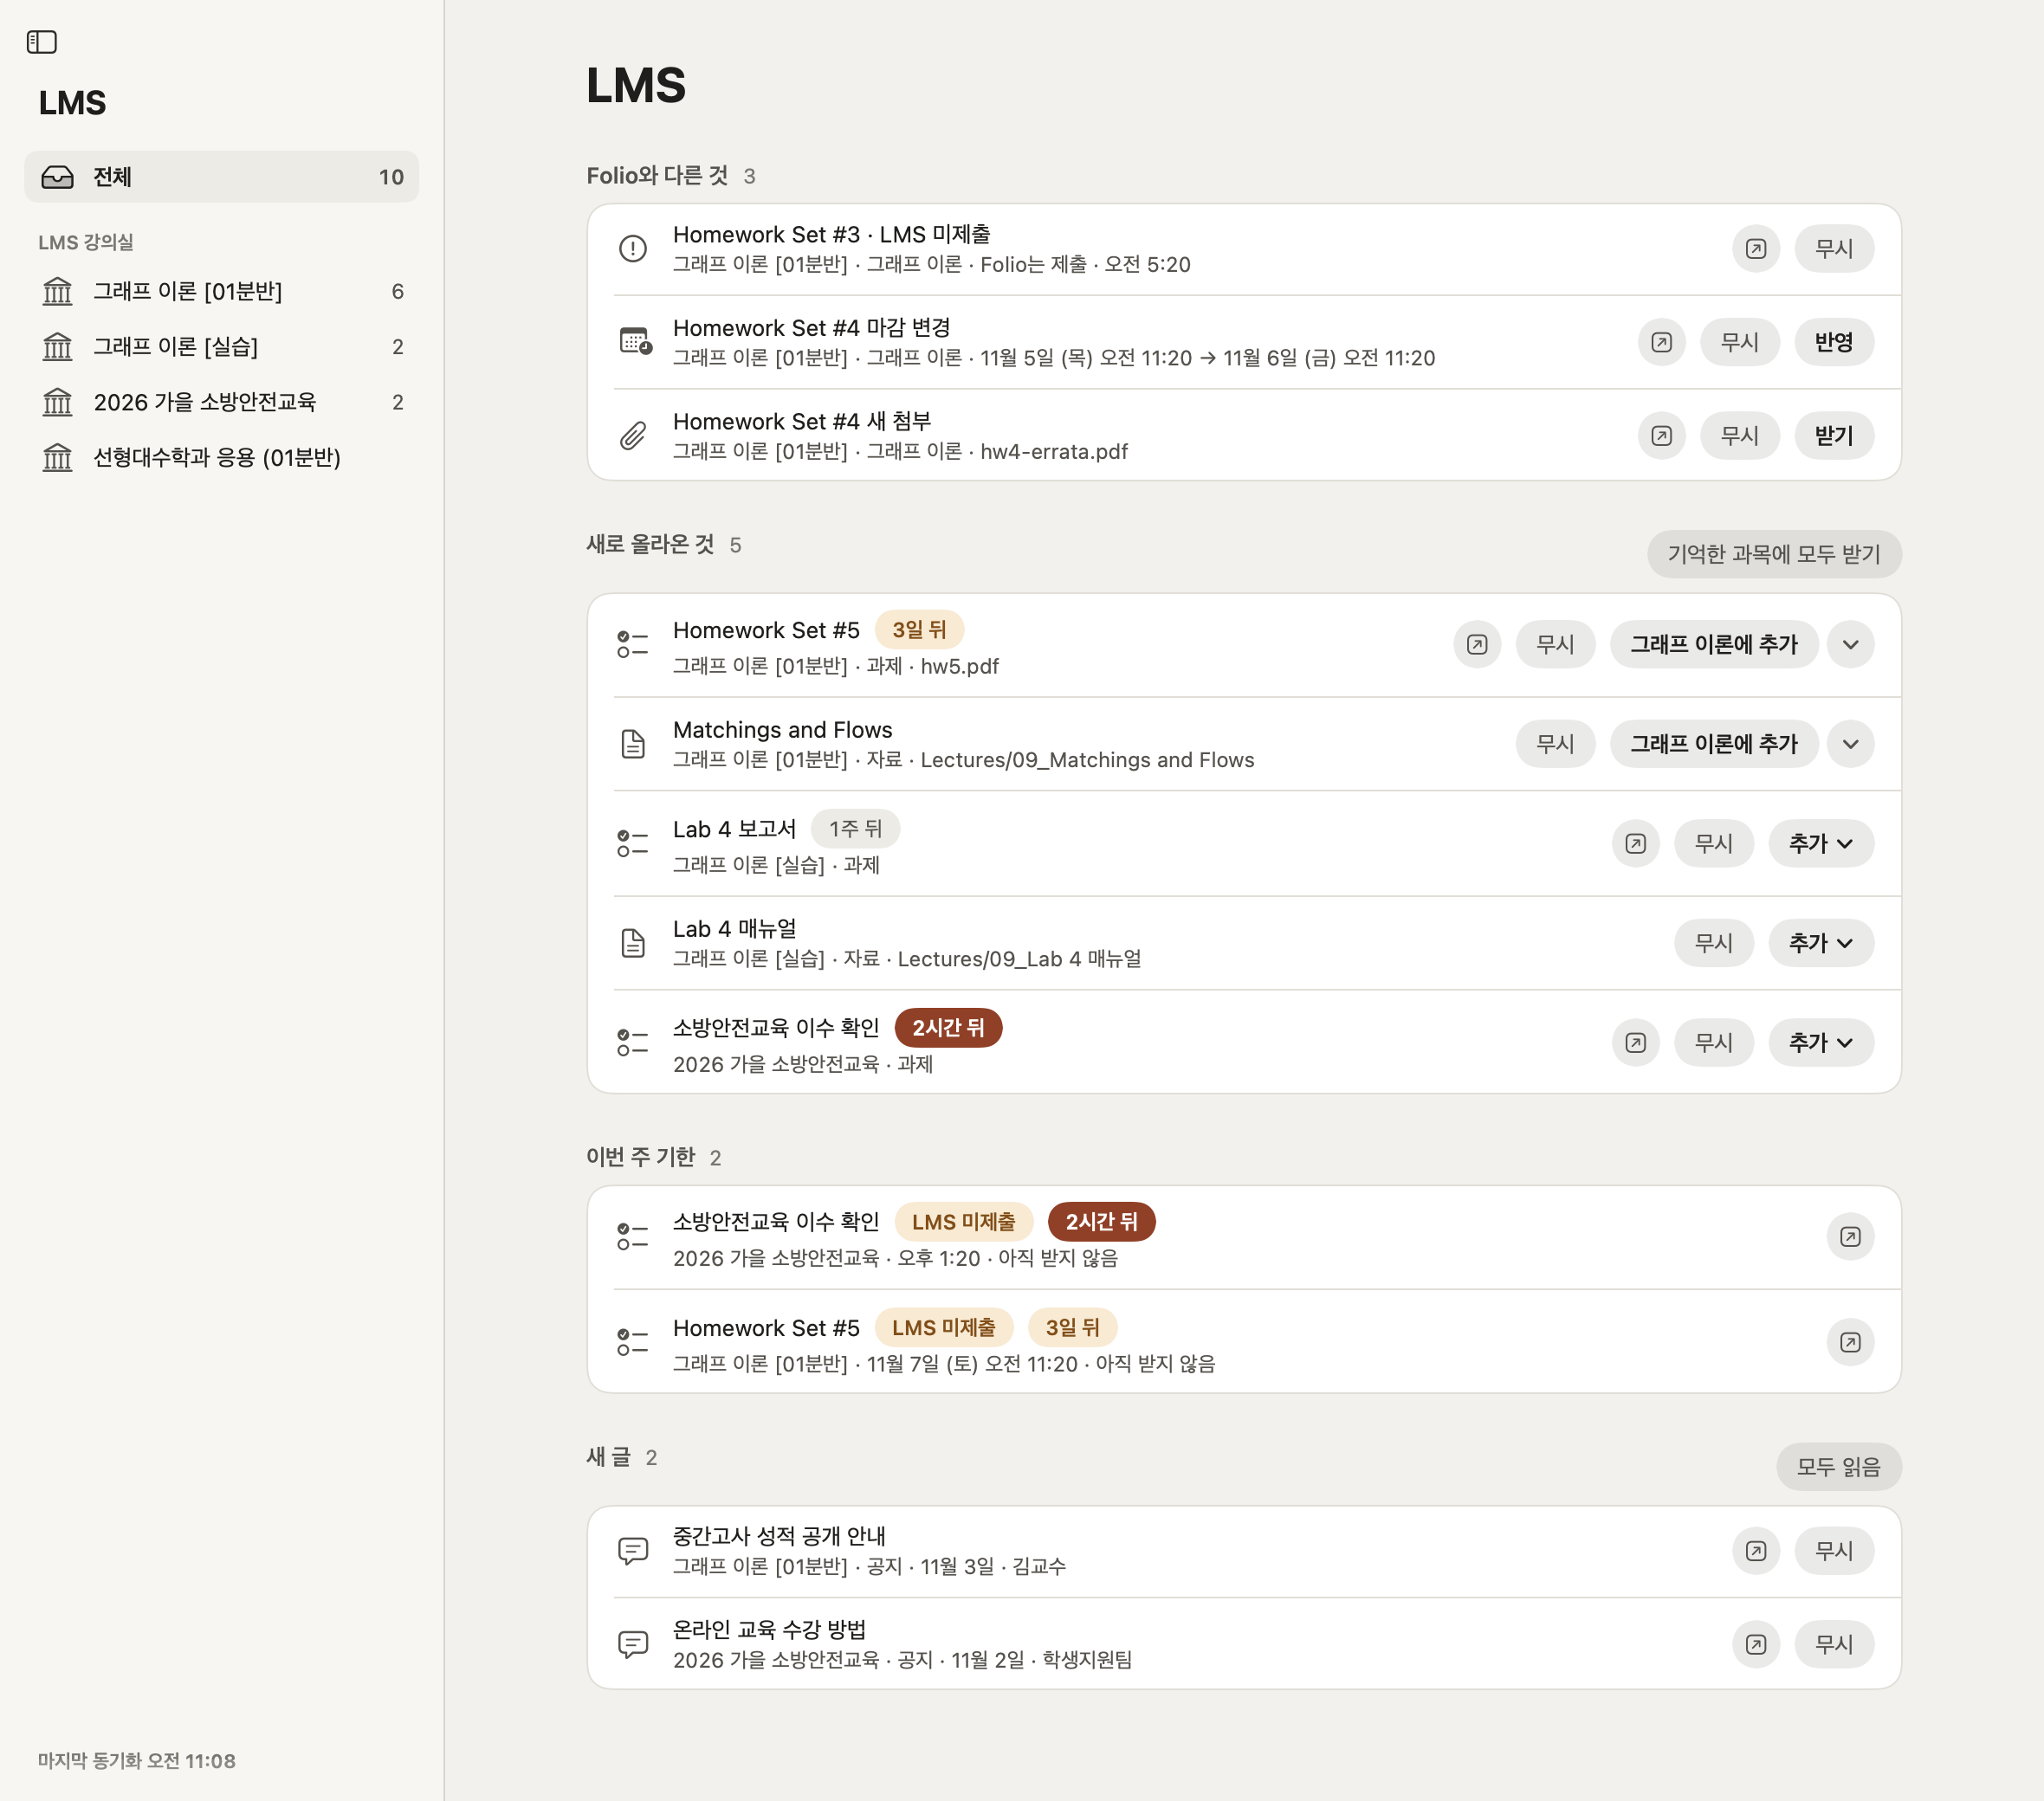 LMS
전체 10
LMS 강의실
그래프 이론 [01분반] 6
그래프 이론 [실습] 2
2026 가을 소방안전교육 2
선형대수학과 응용 (01분반)
마지막 동기화 오전 11:08
LMS
Folio와 다른 것 3
Homework Set #3 · LMS 미제출
그래프 이론 [01분반] · 그래프 이론 · Folio는 제출 · 오전 5:20
무시
Homework Set #4 마감 변경
그래프 이론 [01분반] · 그래프 이론 · 11월 5일 (목) 오전 11:20 → 11월 6일 (금) 오전 11:20
무시 반영
Homework Set #4 새 첨부
그래프 이론 [01분반] · 그래프 이론 · hw4-errata.pdf
무시 받기
새로 올라온 것 5
기억한 과목에 모두 받기
Homework Set #5 3일 뒤
그래프 이론 [01분반] · 과제 · hw5.pdf
무시 그래프 이론에 추가
Matchings and Flows
그래프 이론 [01분반] · 자료 · Lectures/09_Matchings and Flows
무시 그래프 이론에 추가
Lab 4 보고서 1주 뒤
그래프 이론 [실습] · 과제
무시 추가
Lab 4 매뉴얼
그래프 이론 [실습] · 자료 · Lectures/09_Lab 4 매뉴얼
무시 추가
소방안전교육 이수 확인 2시간 뒤
2026 가을 소방안전교육 · 과제
무시 추가
이번 주 기한 2
소방안전교육 이수 확인 LMS 미제출 2시간 뒤
2026 가을 소방안전교육 · 오후 1:20 · 아직 받지 않음
Homework Set #5 LMS 미제출 3일 뒤
그래프 이론 [01분반] · 11월 7일 (토) 오전 11:20 · 아직 받지 않음
새 글 2
모두 읽음
중간고사 성적 공개 안내
그래프 이론 [01분반] · 공지 · 11월 3일 · 김교수
무시
온라인 교육 수강 방법
2026 가을 소방안전교육 · 공지 · 11월 2일 · 학생지원팀
무시